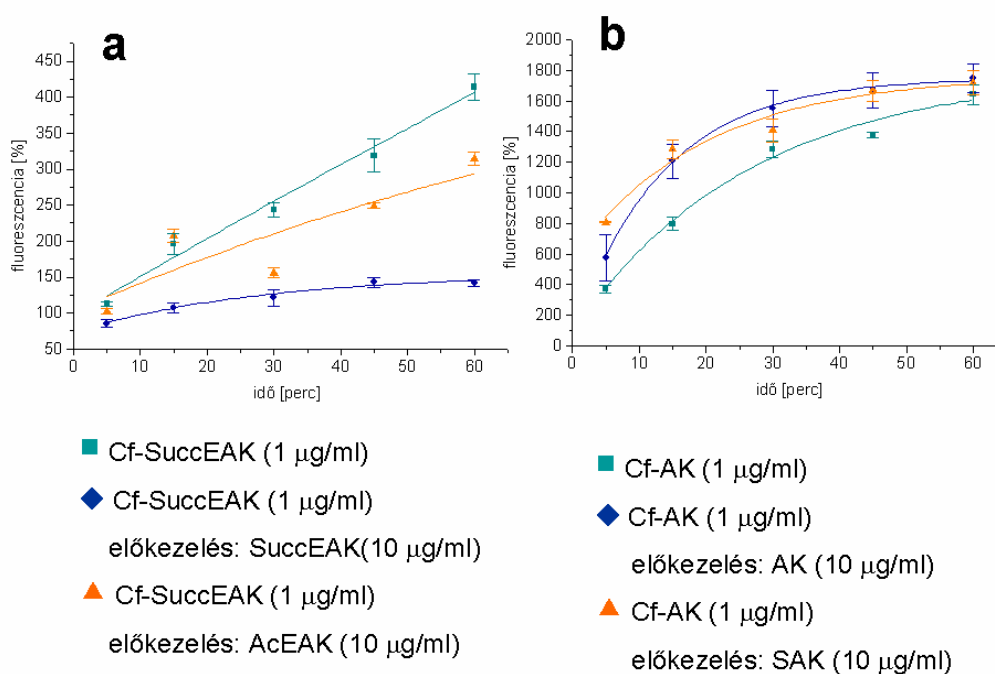 a
450
400
350
300
250
200
150
100
50
fluoreszcencia [%]
0
10
20
30
40
50
60
idő [perc]
b
2000
1800
1600
1400
1200
1000
800
600
400
200
0
fluoreszcencia [%]
0
10
20
30
40
50
60
idő [perc]
Cf-SuccEAK (1 μg/ml)
Cf-SuccEAK (1 μg/ml)
előkezelés: SuccEAK(10 μg/ml)
Cf-SuccEAK (1 μg/ml)
előkezelés: AcEAK (10 μg/ml)
Cf-AK (1 μg/ml)
Cf-AK (1 μg/ml)
előkezelés: AK (10 μg/ml)
Cf-AK (1 μg/ml)
előkezelés: SAK (10 μg/ml)